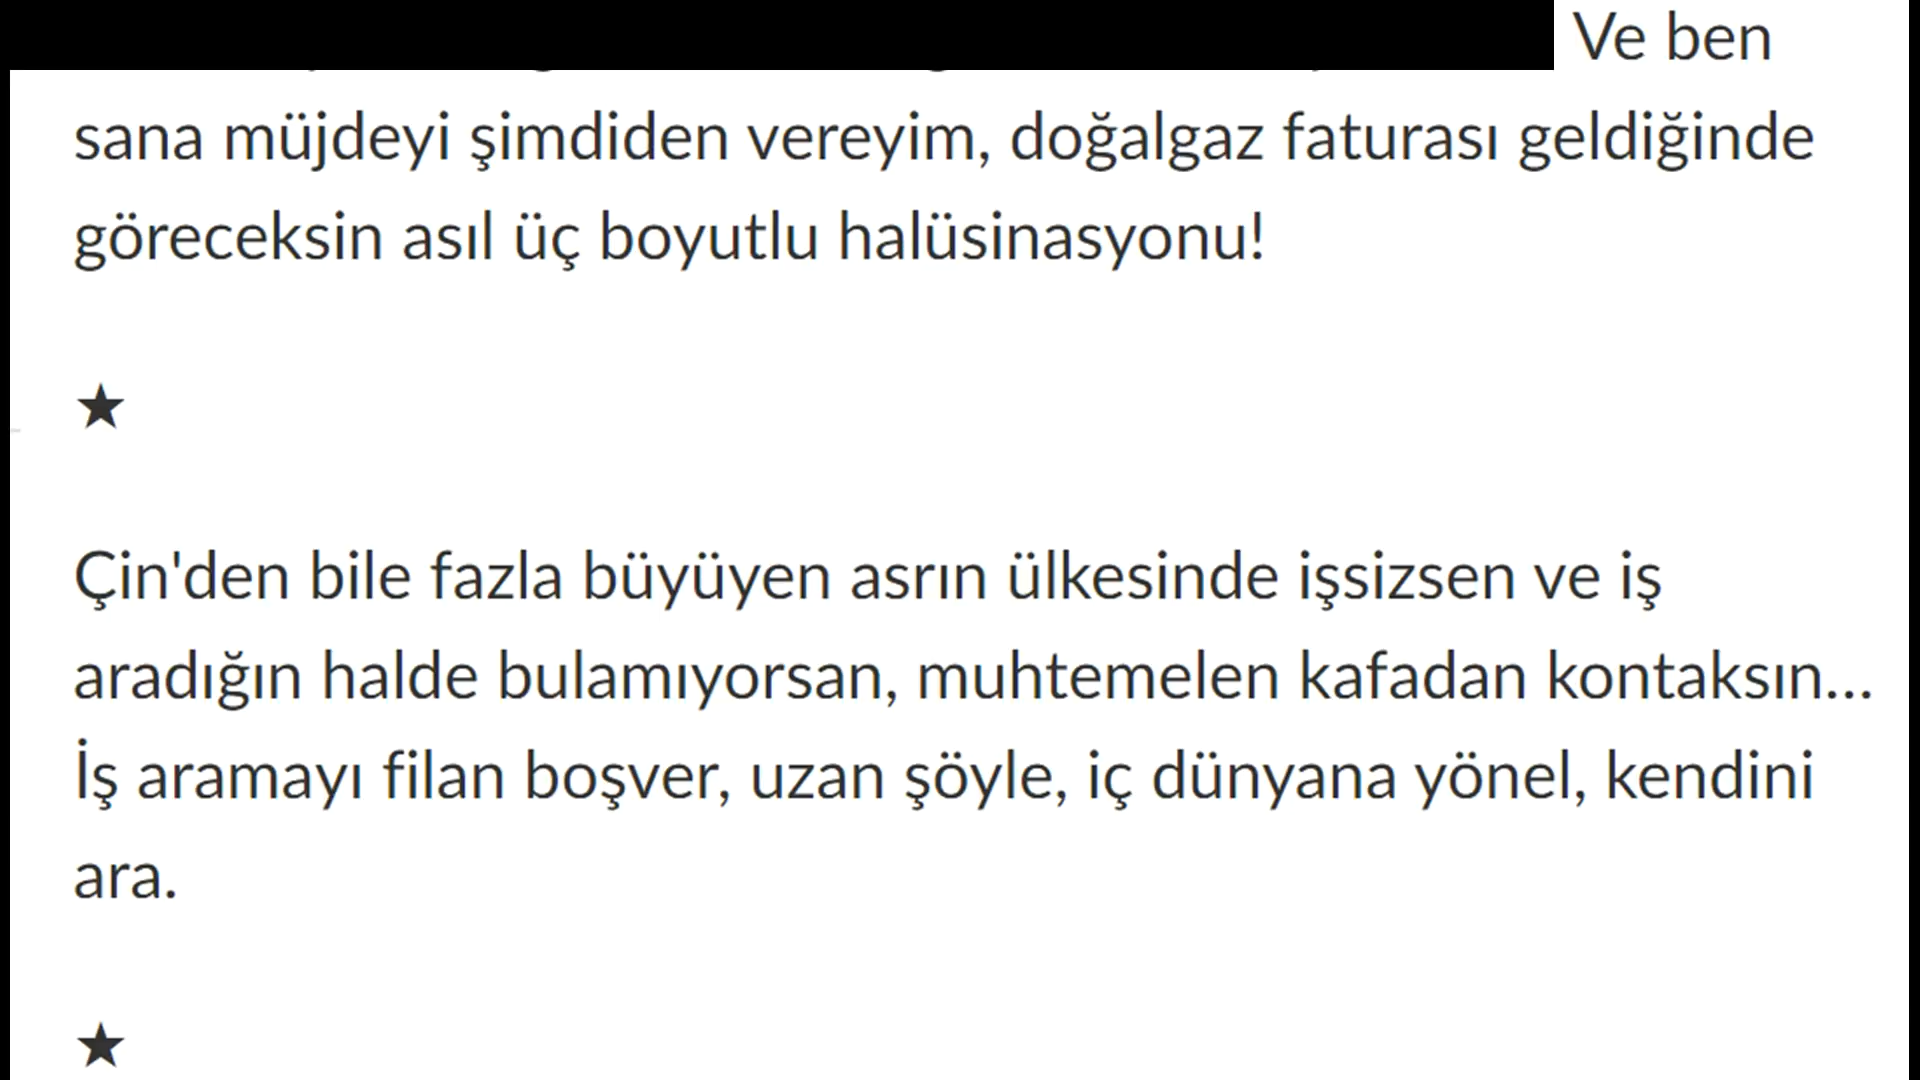 Ve ben
sana müjdeyi şimdiden vereyim, doğalgaz faturası geldiğinde
göreceksin asıl üç boyutlu halüsinasyonu!
★
Çin'den bile fazla büyüyen asrın ülkesinde işsizsen ve iş
aradığın halde bulamıyorsan, muhtemelen kafadan kontaksın...
İş aramayı filan boşver, uzan şöyle, iç dünyana yönel, kendini
ara.
★